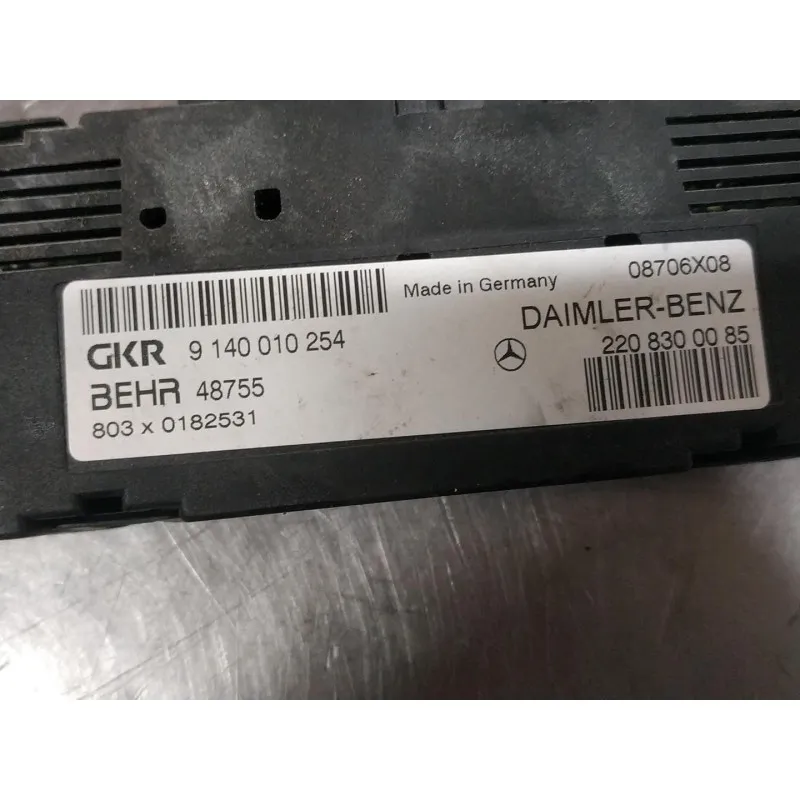 Made in Germany
08706X08
GKR 9 140 010 254
DAIMLER-BENZ
BEHR 48755
220 830 00 85
803 x 0182531